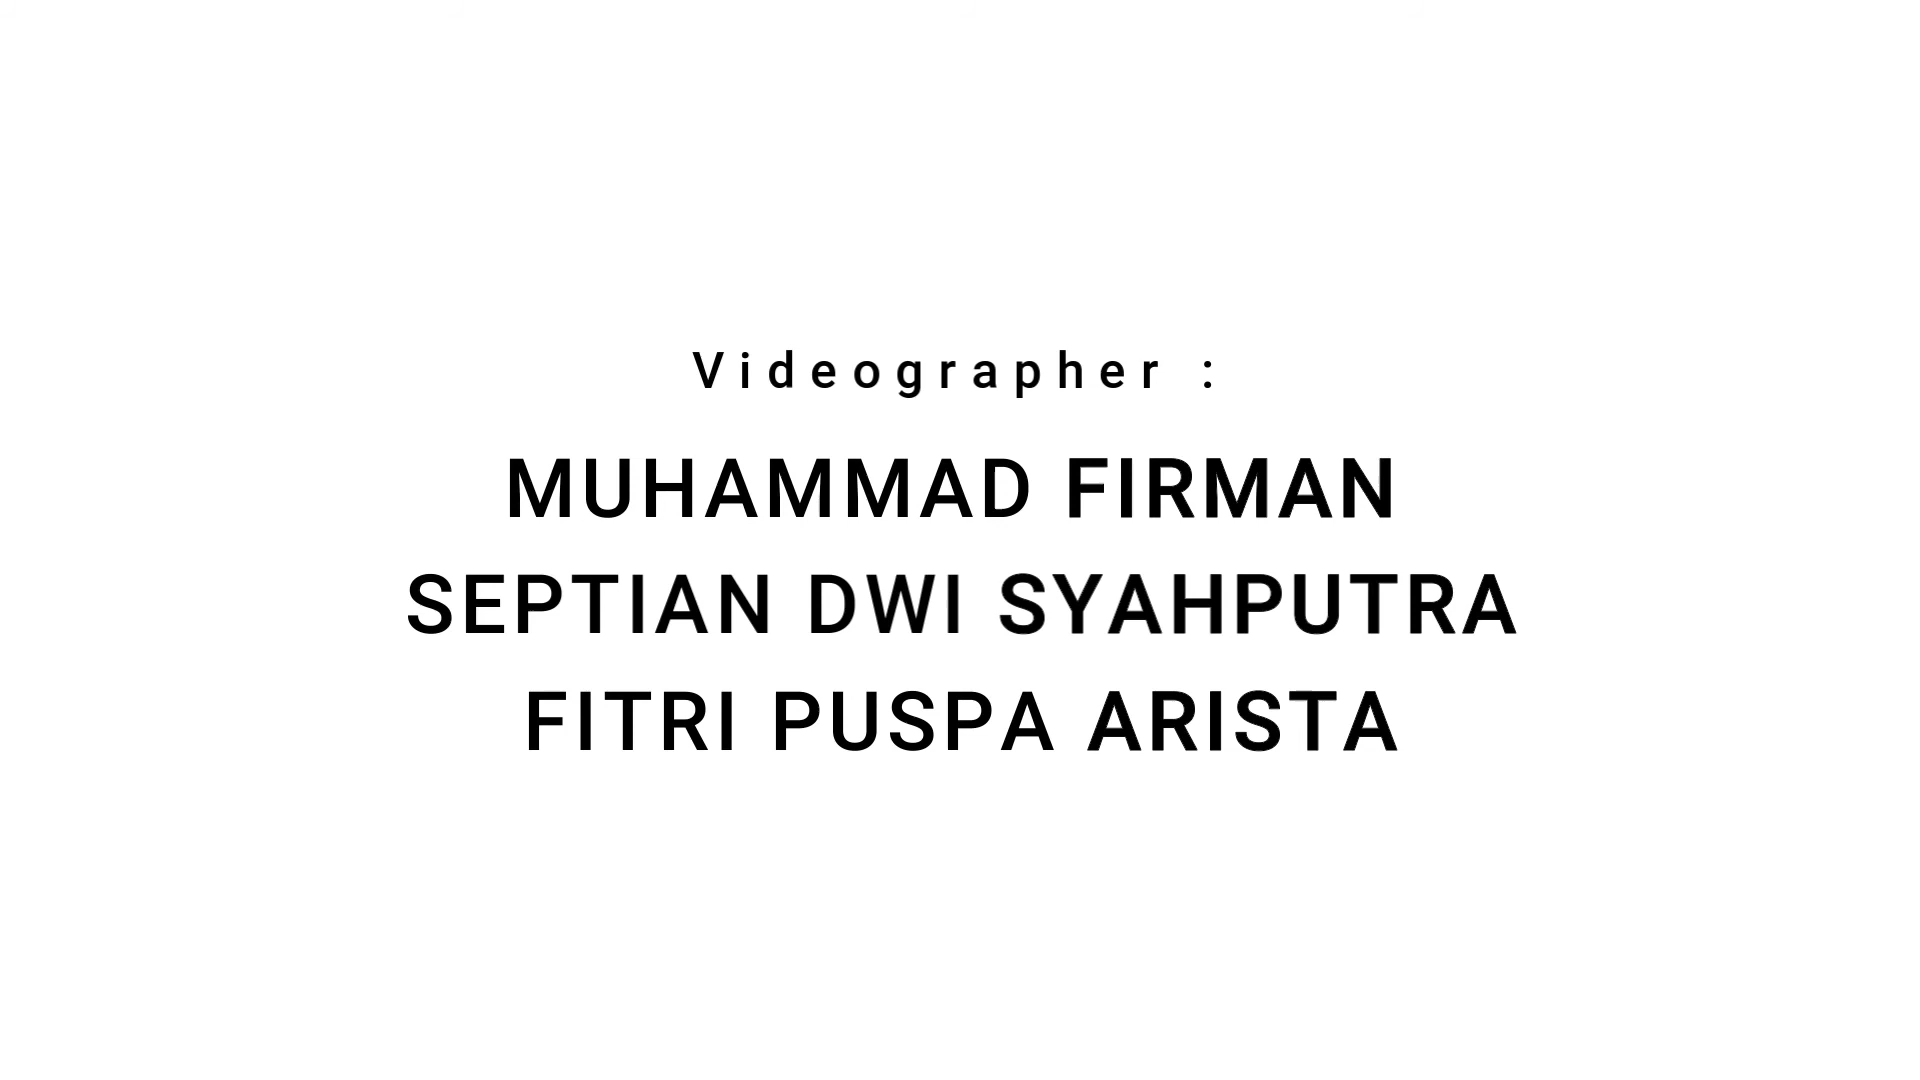 Videographer :
MUHAMMAD FIRMAN
SEPTIAN DWI SYAHPUTRA
FITRI PUSPA ARISTA